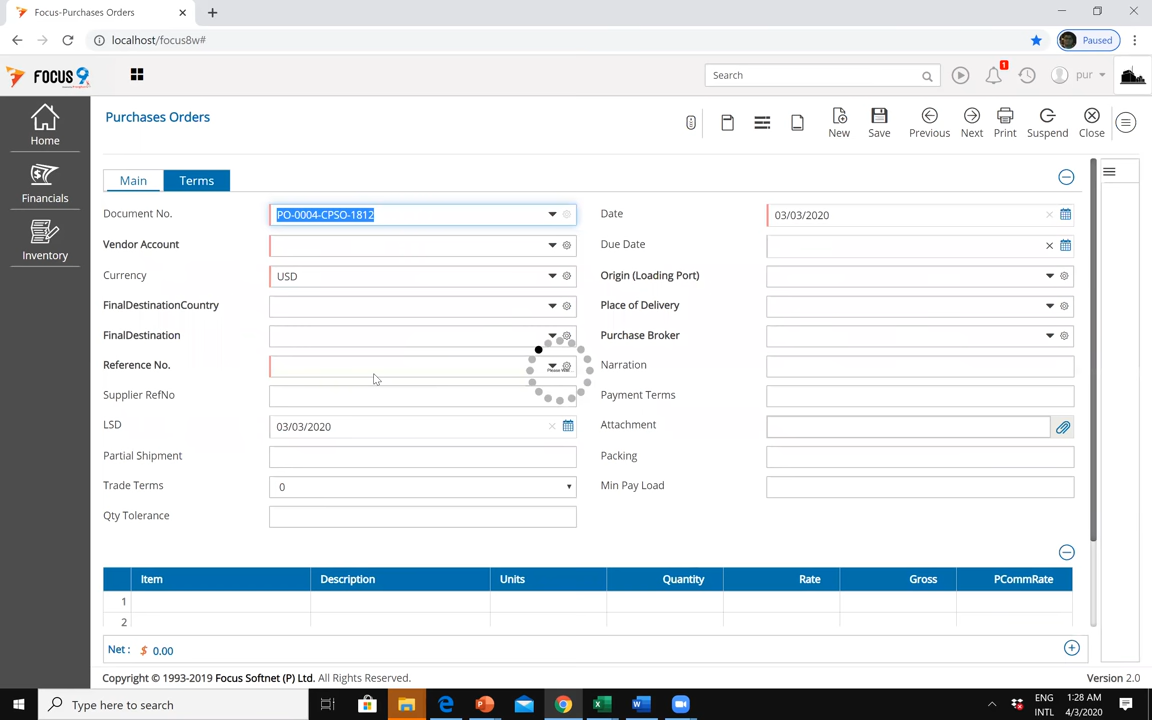 Focus-Purchases Orders
localhost/focus8w#
Paused
FOCUS 9
Search
1
pur
Home
Financials
Inventory
Purchases Orders
New
Save
Previous
Next
Print
Suspend
Close
Main
Terms
Document No.
PO-0004-CPSO-1812
Date
03/03/2020
Vendor Account
Due Date
Currency
USD
Origin (Loading Port)
FinalDestinationCountry
Place of Delivery
FinalDestination
Purchase Broker
Reference No.
Narration
Supplier RefNo
Payment Terms
LSD
03/03/2020
Attachment
Partial Shipment
Packing
Trade Terms
0
Min Pay Load
Qty Tolerance
Item
Description
Units
Quantity
Rate
Gross
PCommRate
1
2
Net : $ 0.00
Copyright © 1993-2019 Focus Softnet (P) Ltd. All Rights Reserved.
Version 2.0
Type here to search
ENG
INTL
1:28 AM
4/3/2020